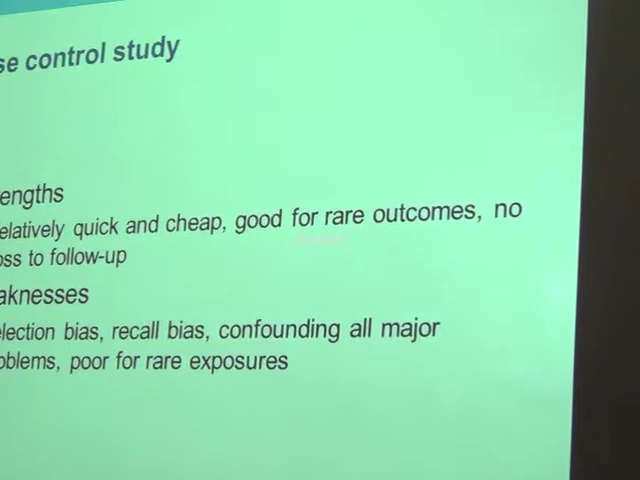 se control study
engths
elatively quick and cheap, good for rare outcomes, no
oss to follow-up
aknesses
election bias, recall bias, confounding all major
oblems, poor for rare exposures